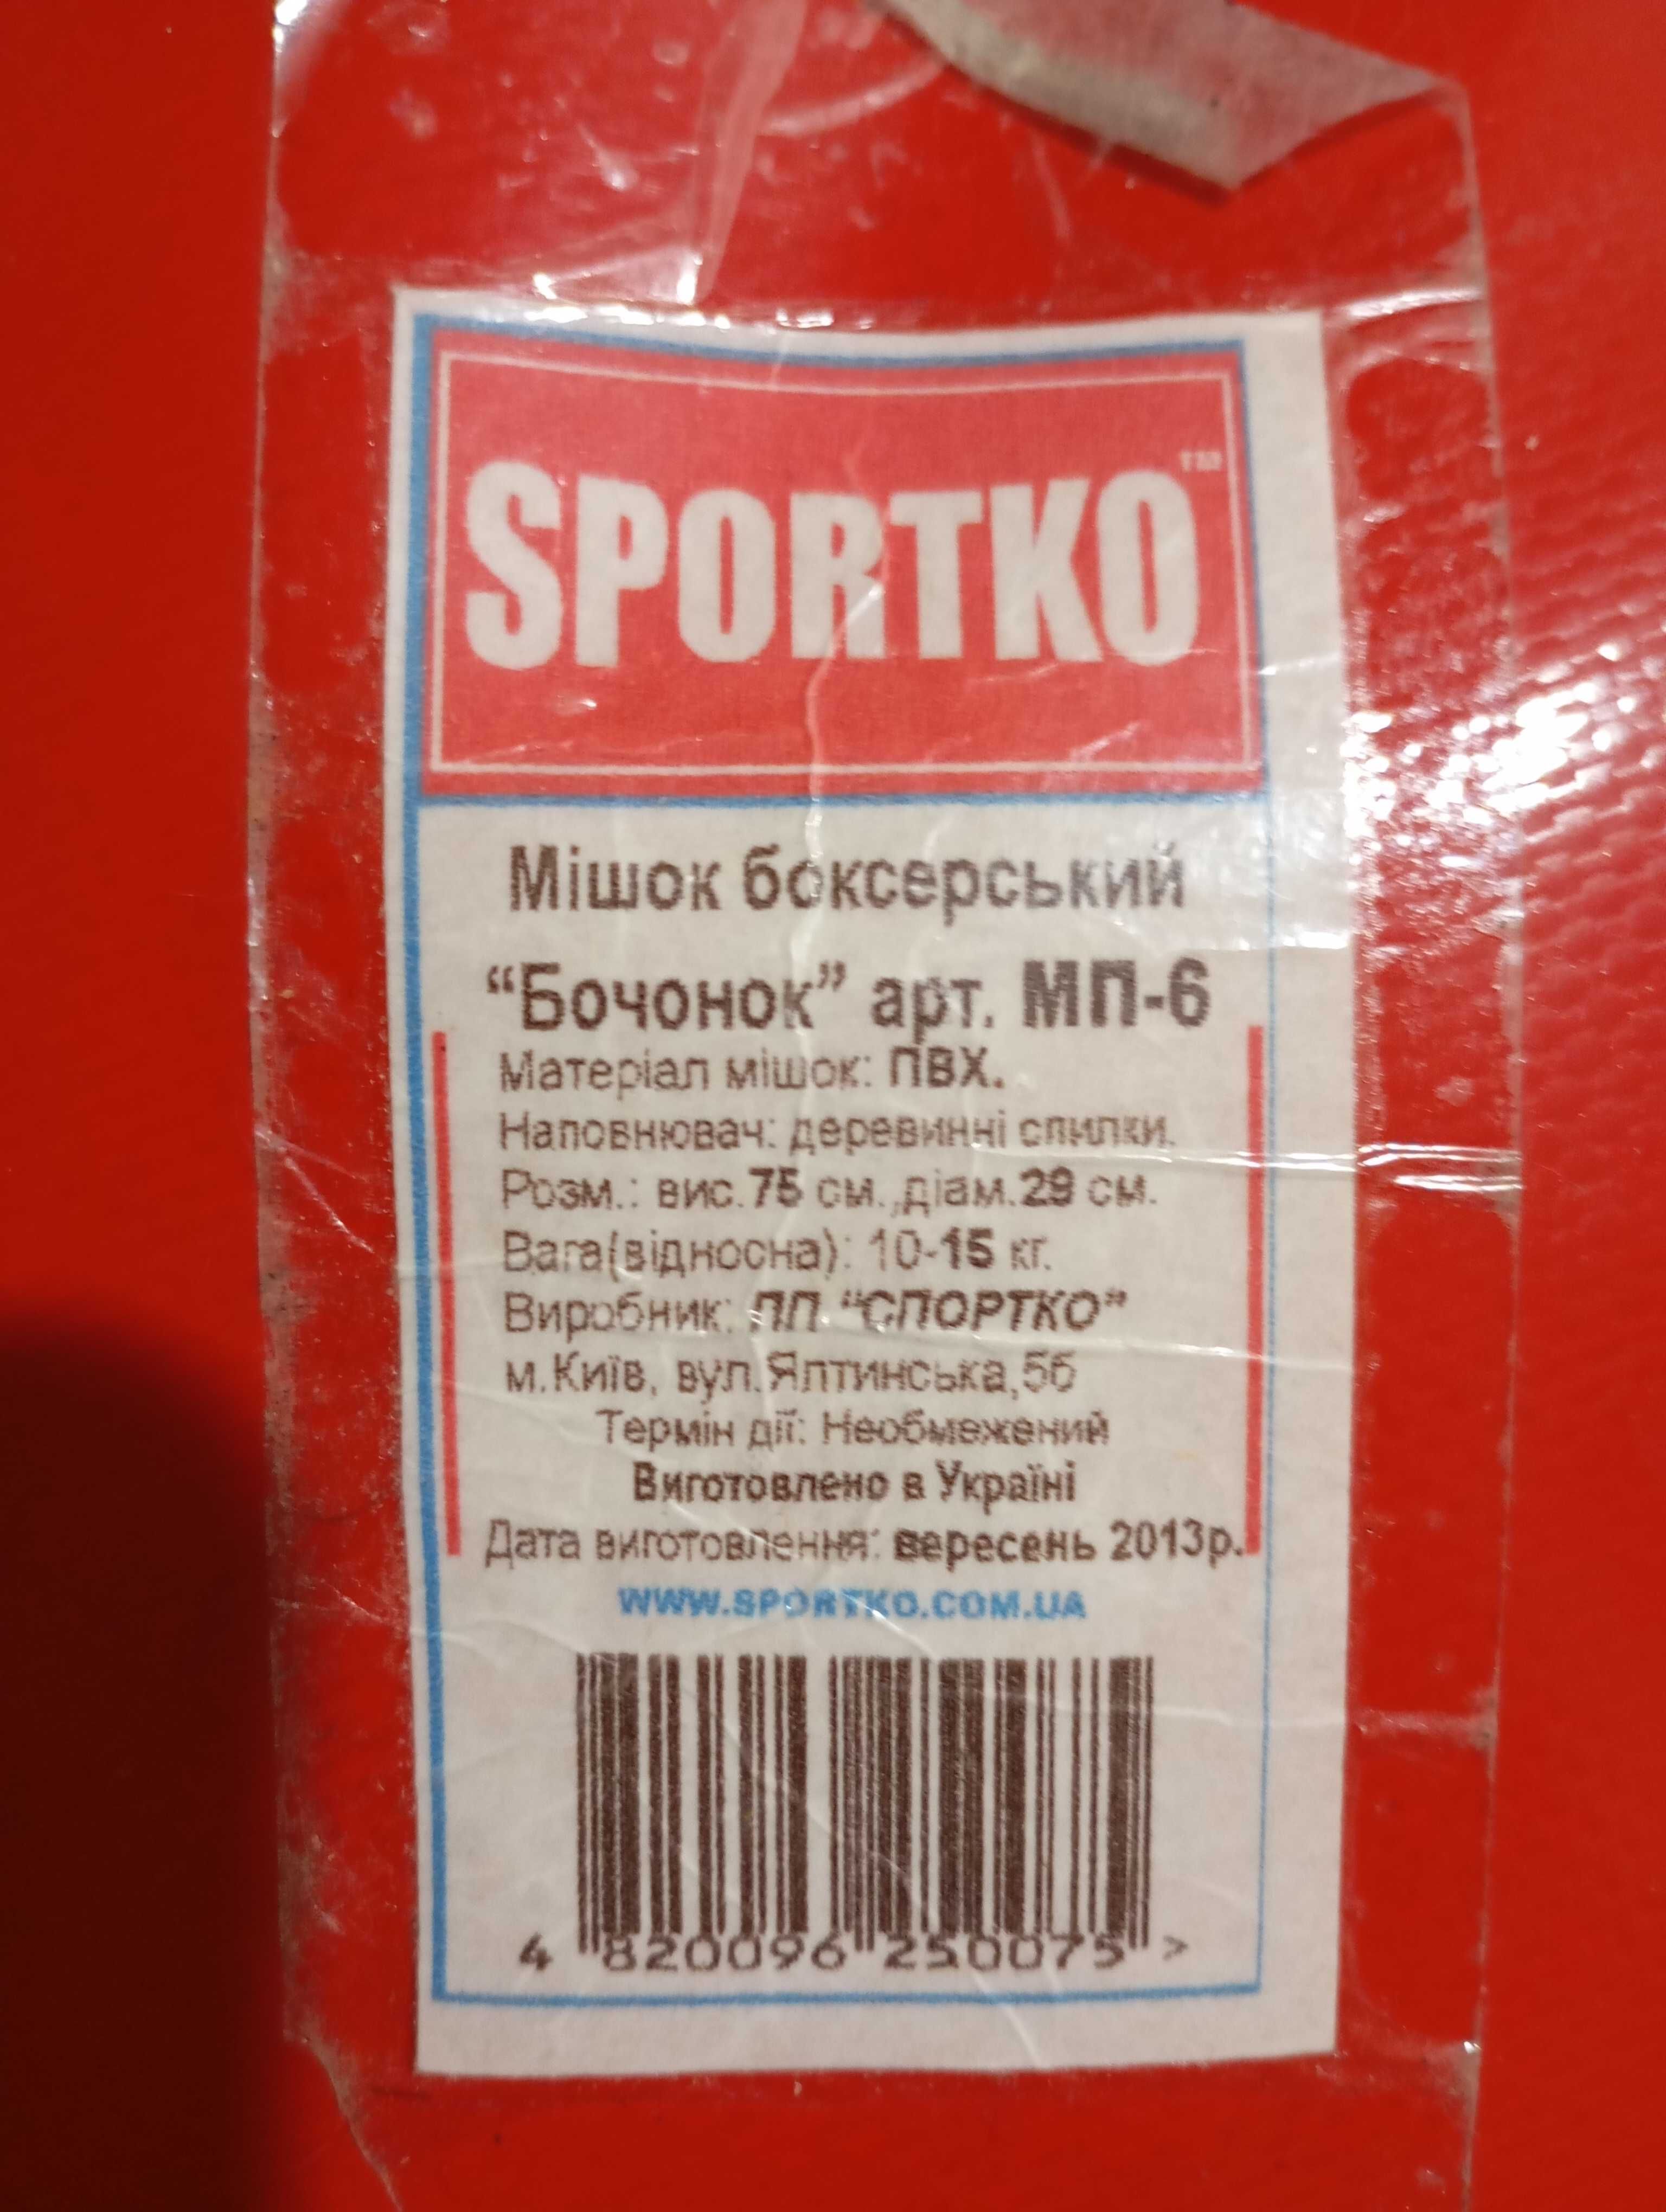 SPORTKO™
Мішок боксерський
“Бочонок” арт. МП-6
Матеріал мішок: ПВХ.
Наповнювач: деревинні спилки.
Розм.: вис.75 см.,діам.29 см.
Вага(відносна): 10-15 кг.
Виробник: ПП. “СПОРТКО”
м.Київ, вул.Ялтинська,5б
Термін дії: Необмежений
Виготовлено в Україні
Дата виготовлення: вересень 2013р.
WWW.SPORTKO.COM.UA
4 820096 250075 >